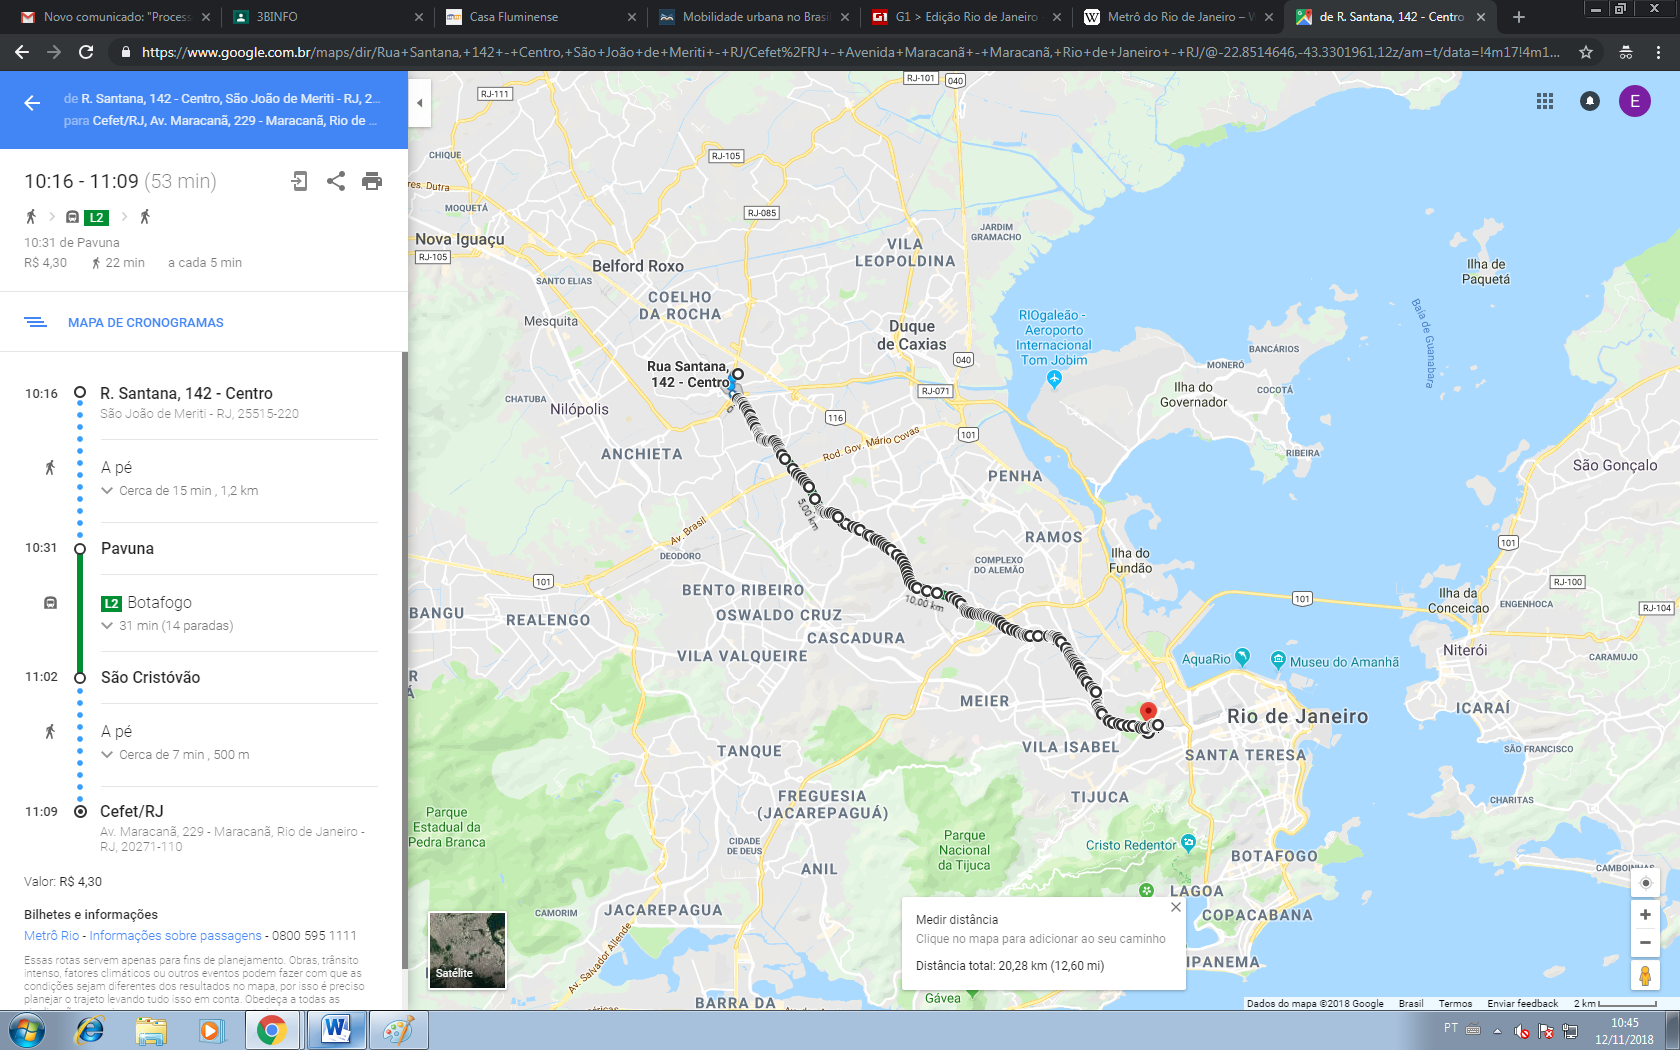 Novo comunicado: "Process
3BINFO
Casa Fluminense
Mobilidade urbana no Brasil
G1 > Edição Rio de Janeiro
Metrô do Rio de Janeiro – W
de R. Santana, 142 - Centro
https://www.google.com.br/maps/dir/Rua+Santana,+142+-+Centro,+São+João+de+Meriti+-+RJ/Cefet%2FRJ+-+Avenida+Maracanã+-+Maracanã,+Rio+de+Janeiro+-+RJ/@-22.8514646,-43.3301961,12z/am=t/data=!4m17!4m1...
de R. Santana, 142 - Centro, São João de Meriti - RJ, 2...
para Cefet/RJ, Av. Maracanã, 229 - Maracanã, Rio de ...
E
10:16 - 11:09 (53 min)
L2
10:31 de Pavuna
R$ 4,30 22 min a cada 5 min
MAPA DE CRONOGRAMAS
10:16 R. Santana, 142 - Centro
São João de Meriti - RJ, 25515-220
A pé
Cerca de 15 min , 1,2 km
10:31 Pavuna
L2 Botafogo
31 min (14 paradas)
11:02 São Cristóvão
A pé
Cerca de 7 min , 500 m
11:09 Cefet/RJ
Av. Maracanã, 229 - Maracanã, Rio de Janeiro -
RJ, 20271-110
Valor: R$ 4,30
Bilhetes e informações
Metrô Rio - Informações sobre passagens - 0800 595 1111
Essas rotas servem apenas para fins de planejamento. Obras, trânsito
intenso, fatores climáticos ou outros eventos podem fazer com que as
condições sejam diferentes dos resultados no mapa, por isso é preciso
planejar o trajeto levando tudo isso em conta. Obedeça a todas as
RJ-101
040
RJ-111
CHIQUE
RJ-105
res. Dutra
MOQUETÁ
RJ-085
Nova Iguaçu
RJ-105
JARDIM
GRAMACHO
VILA
LEOPOLDINA
Belford Roxo
SANTO ELIAS
COELHO
DA ROCHA
Ilha de
Paquetá
Baía de Guanabara
Mesquita
Duque
de Caxias
RIOgaleão -
Aeroporto
Internacional
Tom Jobim
040
BANCÁRIOS
MONERÓ
Rua Santana,
142 - Centro
CHATUBA
Nilópolis
RJ-071
Ilha do
Governador
COCOTÁ
0
116
101
Rod. Gov. Mário Covas
ANCHIETA
RIBEIRA
São Gonçalo
PENHA
5,00 km
Av. Brasil
RAMOS
DEODORO
COMPLEXO
DO ALEMÃO
Ilha do
Fundão
101
101
RJ-100
BENTO RIBEIRO
10,00 km
101
Ilha da
Conceicao
ENGENHOCA
RJ-104
BANGU
REALENGO
OSWALDO CRUZ
CASCADURA
VILA VALQUEIRE
AquaRio
Museu do Amanhã
Niterói
CARAMUJO
R
Á
MEIER
Rio de Janeiro
ICARAÍ
TANQUE
VILA ISABEL
SANTA TERESA
SÃO FRANCISCO
FREGUESIA
(JACAREPAGUÁ)
TIJUCA
CHARITAS
Parque
Estadual da
Pedra Branca
CIDADE
DE DEUS
Parque
Nacional
da Tijuca
Cristo Redentor
BOTAFOGO
ANIL
CAMBOINHAS
LAGOA
CAMORIM
JACAREPAGUA
COPACABANA
Av. Salvador Allende
IPANEMA
Gávea
BARRA DA
Satélite
Medir distância
Clique no mapa para adicionar ao seu caminho
Distância total: 20,28 km (12,60 mi)
Dados do mapa ©2018 Google Brasil Termos Enviar feedback 2 km
PT
10:45
12/11/2018